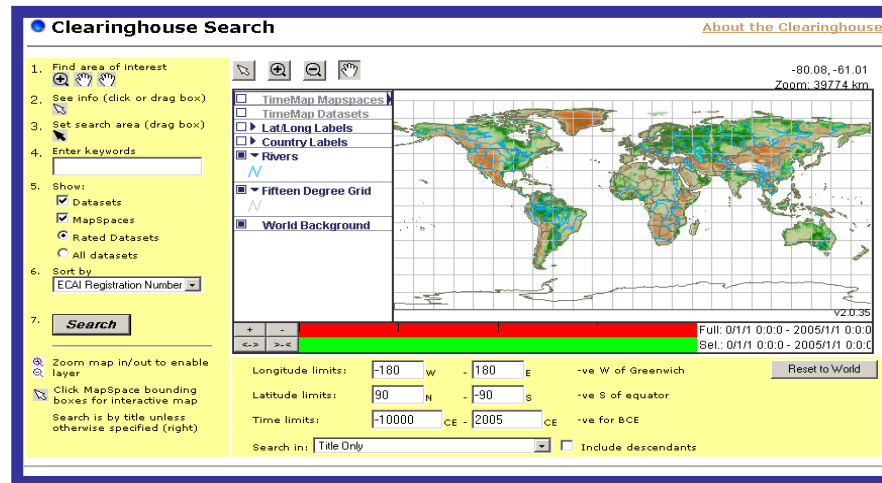 Clearinghouse Search
About the Clearinghouse
1. Find area of interest
2. See info (click or drag box)
3. Set search area (drag box)
4. Enter keywords
5. Show:
Datasets
MapSpaces
Rated Datasets
All datasets
6. Sort by
ECAI Registration Number
7. Search
Zoom map in/out to enable
layer
Click MapSpace bounding
boxes for interactive map
Search is by title unless
otherwise specified (right)
-80.08, -61.01
Zoom: 39774 km
TimeMap Mapspaces
TimeMap Datasets
Lat/Long Labels
Country Labels
Rivers
Fifteen Degree Grid
World Background
v2.0.35
+ - Full: 0/1/1 0:0:0 - 2005/1/1 0:0:0
<-> >-< Sel.: 0/1/1 0:0:0 - 2005/1/1 0:0:0
Longitude limits: -180 W - 180 E -ve W of Greenwich Reset to World
Latitude limits: 90 N - -90 S -ve S of equator
Time limits: -10000 CE - 2005 CE -ve for BCE
Search in: Title Only Include descendants